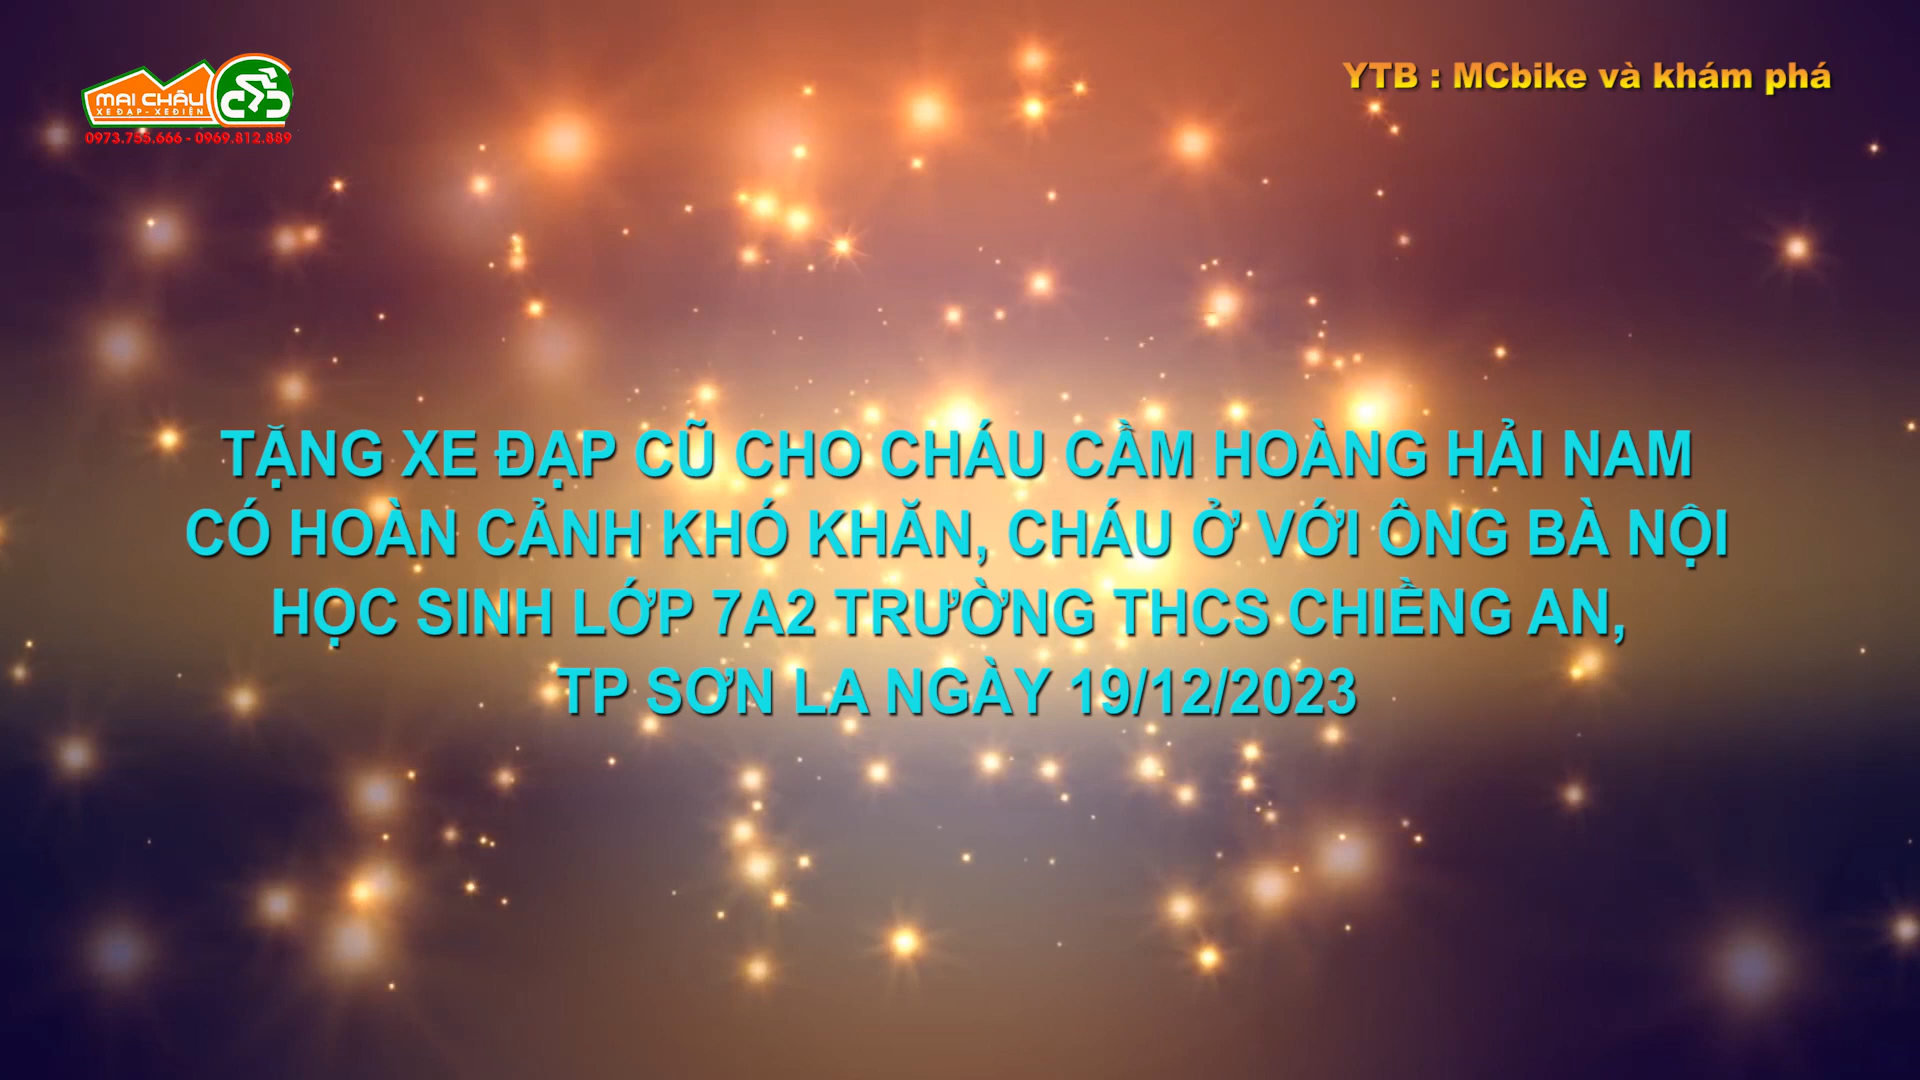 MAI CHÂU
XE ĐẠP - XE ĐIỆN
0973.755.666 - 0969.812.889
YTB : MCbike và khám phá
TẶNG XE ĐẠP CŨ CHO CHÁU CẦM HOÀNG HẢI NAM
CÓ HOÀN CẢNH KHÓ KHĂN, CHÁU Ở VỚI ÔNG BÀ NỘI
HỌC SINH LỚP 7A2 TRƯỜNG THCS CHIỀNG AN,
TP SƠN LA NGÀY 19/12/2023